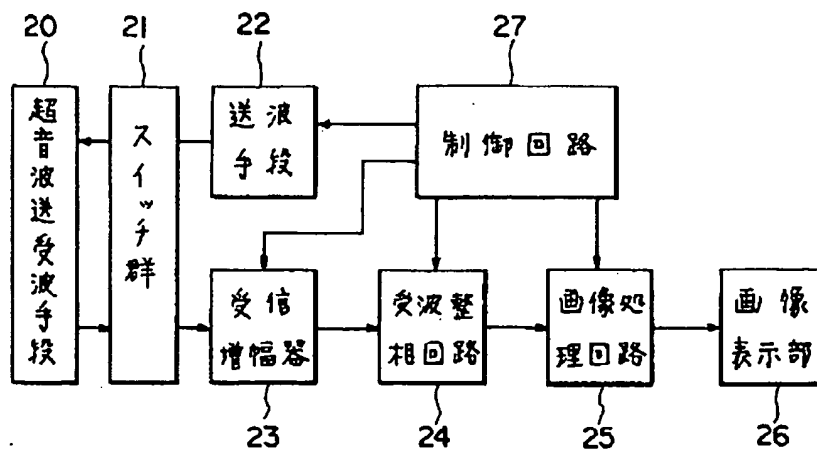 20
21
22
27
超音波送受波手段
スイッチ群
送波
手段
制御回路
受信
増幅器
受波整
相回路
画像処
理回路
画像
表示部
23
24
25
26